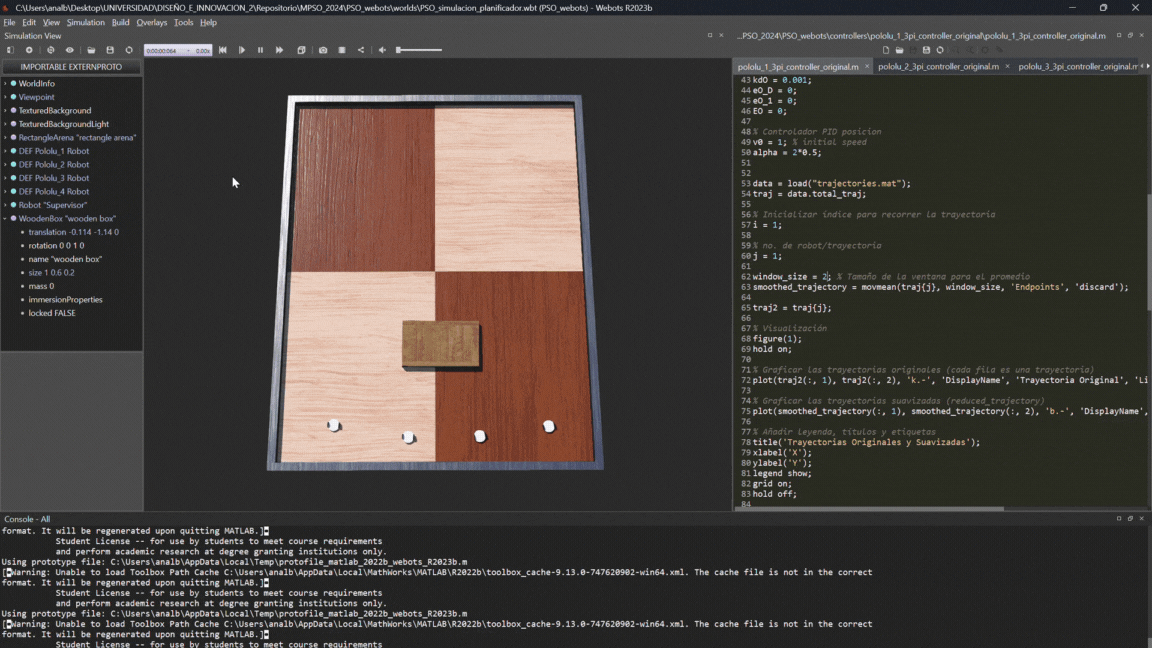 C:\Users\analb\Desktop\UNIVERSIDAD\DISEÑO_E_INNOVACION_2\Repositorio\MPSO_2024\PSO_webots\worlds\PSO_simulacion_planificador.wbt (PSO_webots) - Webots R2023b
File Edit View Simulation Build Overlays Tools Help
Simulation View
...PSO_2024\PSO_webots\controllers\pololu_1_3pi_controller_original\pololu_1_3pi_controller_original.m
0:00:00:064 - 0.00x
IMPORTABLE EXTERNPROTO
WorldInfo
Viewpoint
TexturedBackground
TexturedBackgroundLight
RectangleArena "rectangle arena"
DEF Pololu_1 Robot
DEF Pololu_2 Robot
DEF Pololu_3 Robot
DEF Pololu_4 Robot
Robot "Supervisor"
WoodenBox "wooden box"
translation -0.114 -1.14 0
rotation 0 0 1 0
name "wooden box"
size 1 0.6 0.2
mass 0
immersionProperties
locked FALSE
pololu_1_3pi_controller_original.m × pololu_2_3pi_controller_original.m × pololu_3_3pi_controller_original.m
43 kdO = 0.001;
44 eO_D = 0;
45 eO_1 = 0;
46 EO = 0;
47
48 % Controlador PID posicion
49 v0 = 1; % initial speed
50 alpha = 2*0.5;
51
52
53 data = load("trajectories.mat");
54 traj = data.total_traj;
55
56 % Inicializar índice para recorrer la trayectoria
57 i = 1;
58
59 % no. de robot/trayectoria
60 j = 1;
61
62 window_size = 2; % Tamaño de la ventana para el promedio
63 smoothed_trajectory = movmean(traj{j}, window_size, 'Endpoints', 'discard');
64
65 traj2 = traj{j};
66
67 % Visualización
68 figure(1);
69 hold on;
70
71 % Graficar las trayectorias originales (cada fila es una trayectoria)
72 plot(traj2(:, 1), traj2(:, 2), 'k.-', 'DisplayName', 'Trayectoria Original', 'Li
73
74 % Graficar las trayectorias suavizadas (reduced_trajectory)
75 plot(smoothed_trajectory(:, 1), smoothed_trajectory(:, 2), 'b.-', 'DisplayName',
76
77 % Añadir leyenda, títulos y etiquetas
78 title('Trayectorias Originales y Suavizadas');
79 xlabel('X');
80 ylabel('Y');
81 legend show;
82 grid on;
83 hold off;
84
Console - All
format. It will be regenerated upon quitting MATLAB.]
Student License -- for use by students to meet course requirements
and perform academic research at degree granting institutions only.
Using prototype file: C:\Users\analb\AppData\Local\Temp\protofile_matlab_2022b_webots_R2023b.m
[Warning: Unable to load Toolbox Path Cache C:\Users\analb\AppData\Local\MathWorks\MATLAB\R2022b\toolbox_cache-9.13.0-747620902-win64.xml. The cache file is not in the correct
format. It will be regenerated upon quitting MATLAB.]
Student License -- for use by students to meet course requirements
and perform academic research at degree granting institutions only.
Using prototype file: C:\Users\analb\AppData\Local\Temp\protofile_matlab_2022b_webots_R2023b.m
[Warning: Unable to load Toolbox Path Cache C:\Users\analb\AppData\Local\MathWorks\MATLAB\R2022b\toolbox_cache-9.13.0-747620902-win64.xml. The cache file is not in the correct
format. It will be regenerated upon quitting MATLAB.]
Student License -- for use by students to meet course requirements